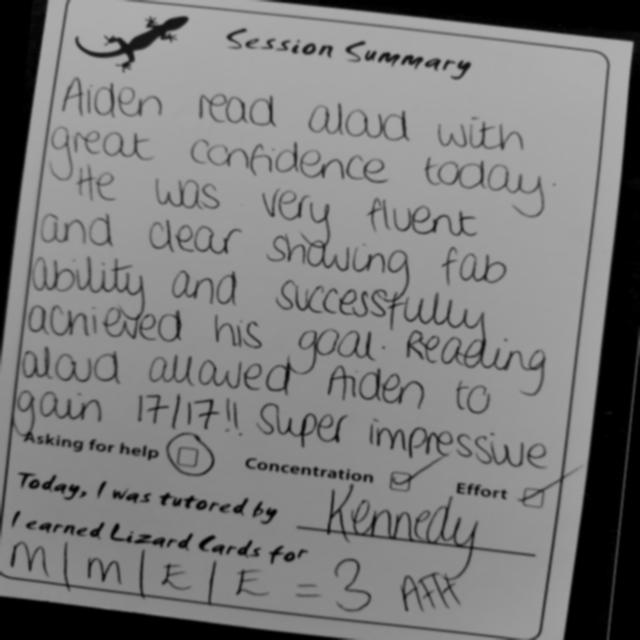 Session Summary
Aiden read aloud with
great confidence today.
He was very fluent
and clear showing fab
ability and successfully
achieved his goal. Reading
aloud allowed Aiden to
gain 17/17!! Super impressive
Asking for help Concentration Effort
Today, I was tutored by Kennedy
I earned Lizard Cards for
M | M | E | E = 3 AFH